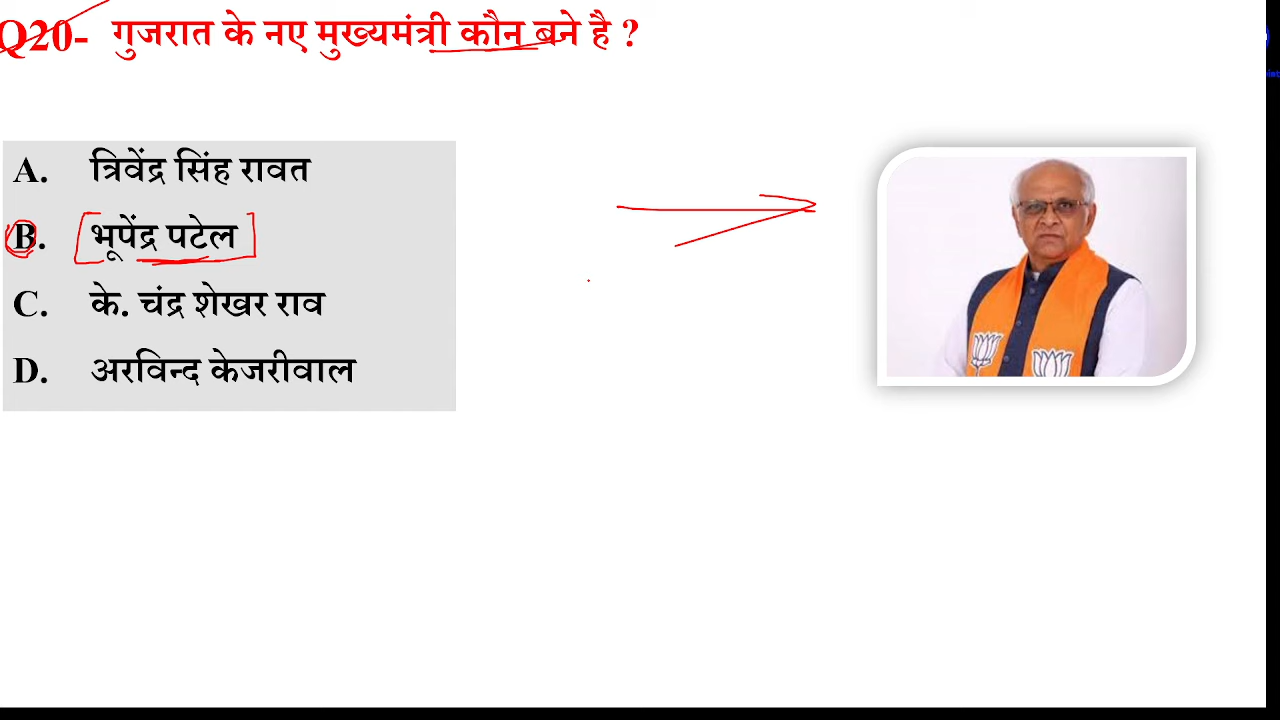 Q20- गुजरात के नए मुख्यमंत्री कौन बने है ?
A. त्रिवेंद्र सिंह रावत
B. भूपेंद्र पटेल
C. के. चंद्र शेखर राव
D. अरविन्द केजरीवाल